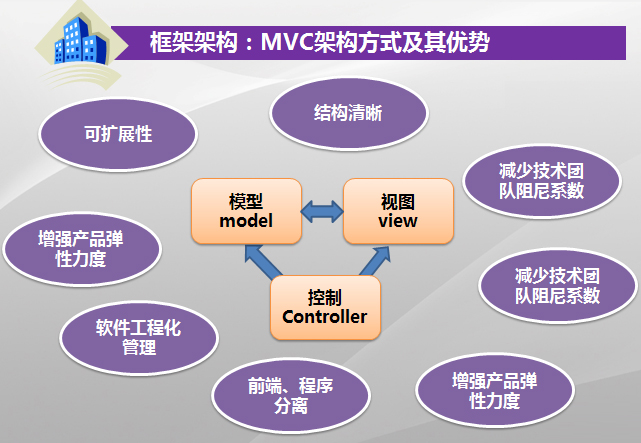 框架架构：MVC架构方式及其优势
结构清晰
可扩展性
减少技术团
队阻尼系数
模型
model
视图
view
增强产品弹
性力度
减少技术团
队阻尼系数
控制
Controller
软件工程化
管理
前端、程序
分离
增强产品弹
性力度